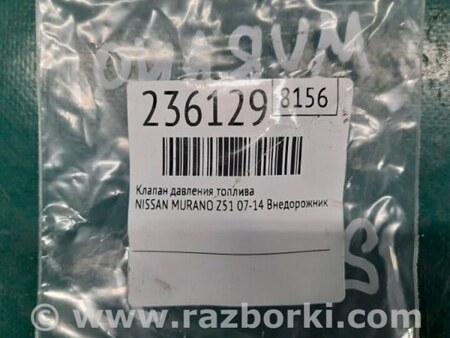 MURANO
236129 8156
Клапан давления топлива
NISSAN MURANO Z51 07-14 Внедорожник
www.razborki.com